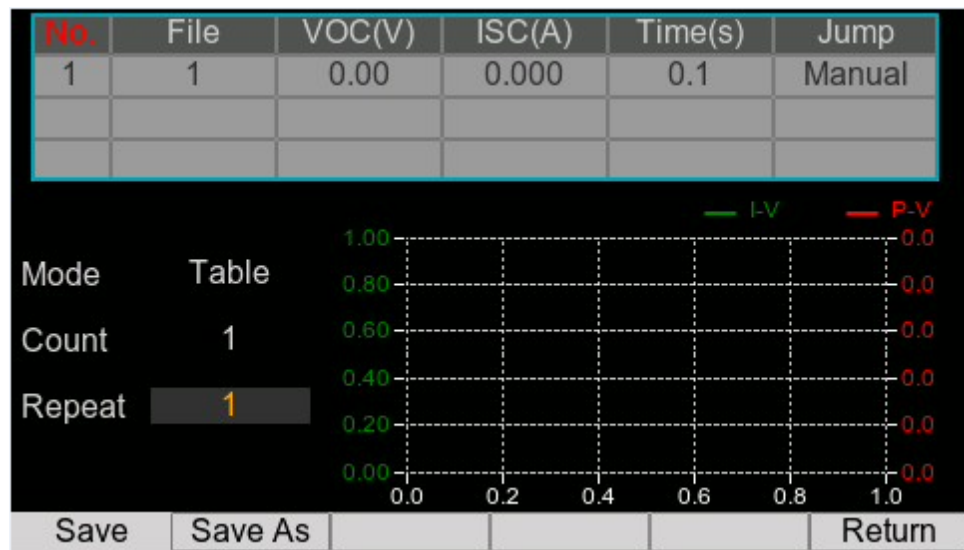 No. File VOC(V) ISC(A) Time(s) Jump
1 1 0.00 0.000 0.1 Manual
I-V P-V
Mode Table
Count 1
Repeat 1
1.00 0.0
0.80 0.0
0.60 0.0
0.40 0.0
0.20 0.0
0.00 0.0
0.0 0.2 0.4 0.6 0.8 1.0
Save Save As Return